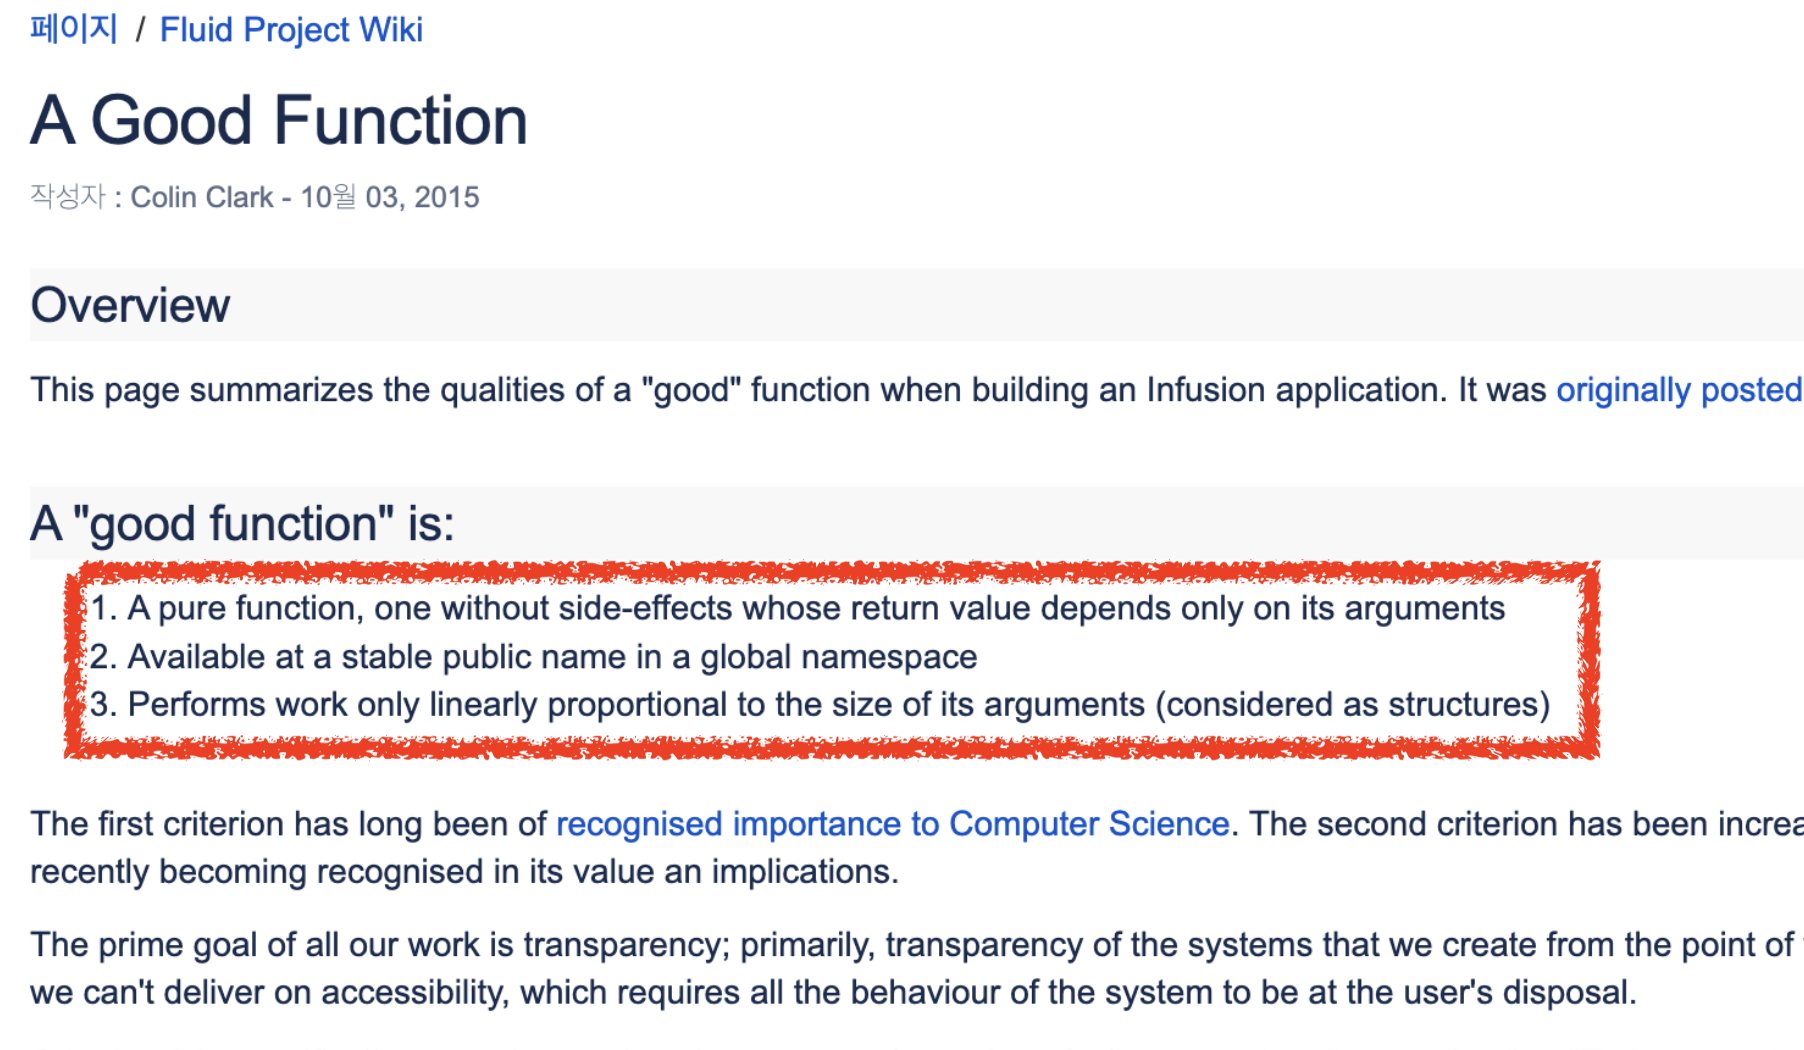 페이지 / Fluid Project Wiki
A Good Function
작성자 : Colin Clark - 10월 03, 2015
Overview
This page summarizes the qualities of a "good" function when building an Infusion application. It was originally posted
A "good function" is:
1. A pure function, one without side-effects whose return value depends only on its arguments
2. Available at a stable public name in a global namespace
3. Performs work only linearly proportional to the size of its arguments (considered as structures)
The first criterion has long been of recognised importance to Computer Science. The second criterion has been
recently becoming recognised in its value an implications.
The prime goal of all our work is transparency; primarily, transparency of the systems that we create from the point of
we can't deliver on accessibility, which requires all the behaviour of the system to be at the user's disposal.